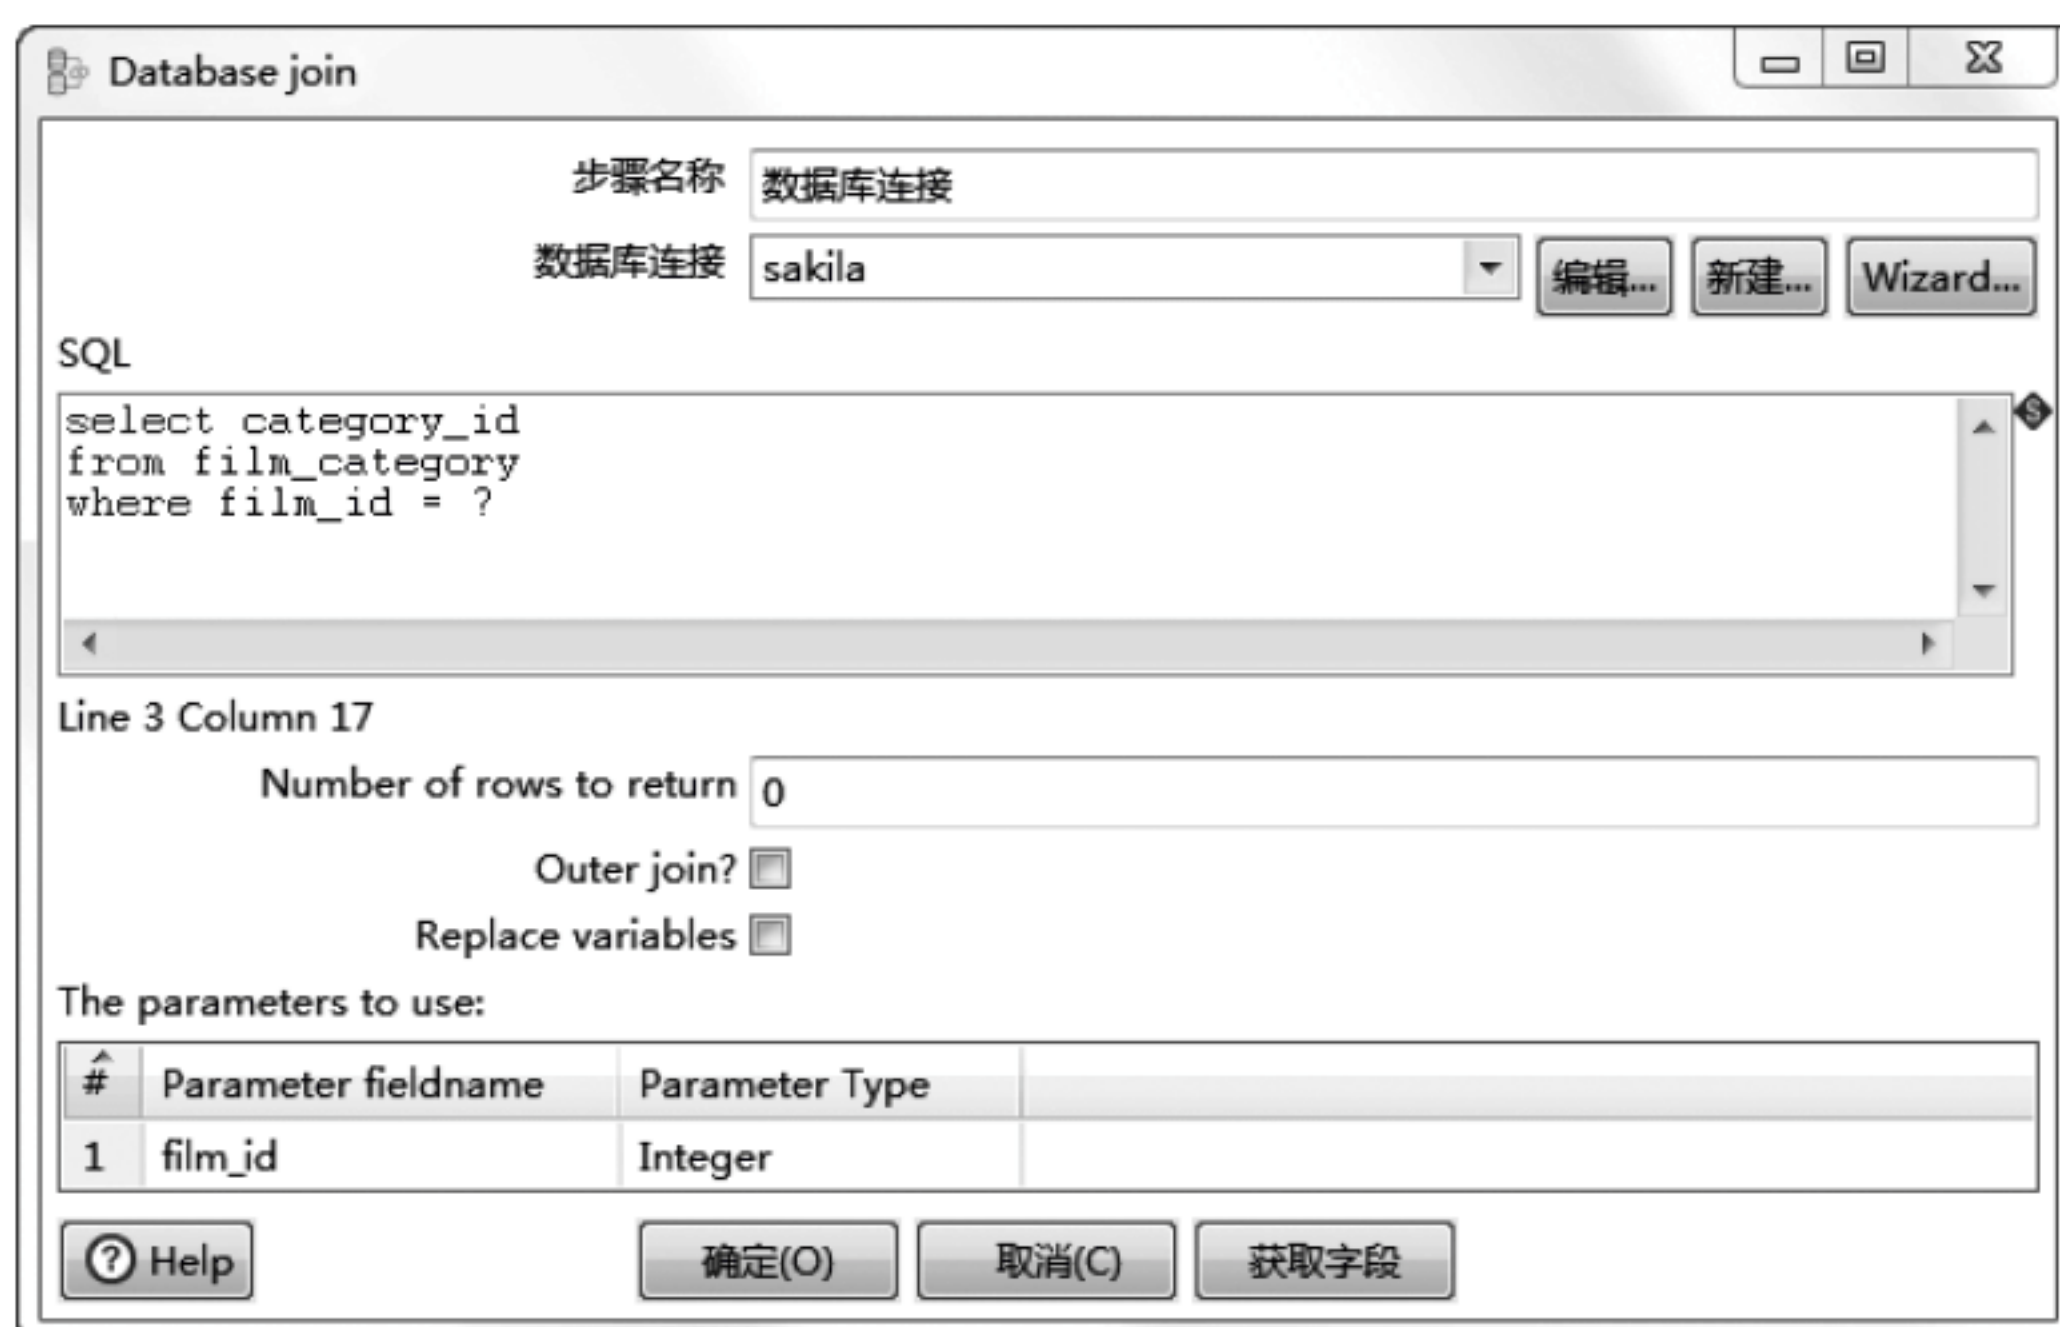 Database join
步骤名称 数据库连接
数据库连接 sakila 编辑... 新建... Wizard...
SQL
select category_id
from film_category
where film_id = ?
Line 3 Column 17
Number of rows to return 0
Outer join?
Replace variables
The parameters to use:
# Parameter fieldname Parameter Type
1 film_id Integer
Help 确定(O) 取消(C) 获取字段